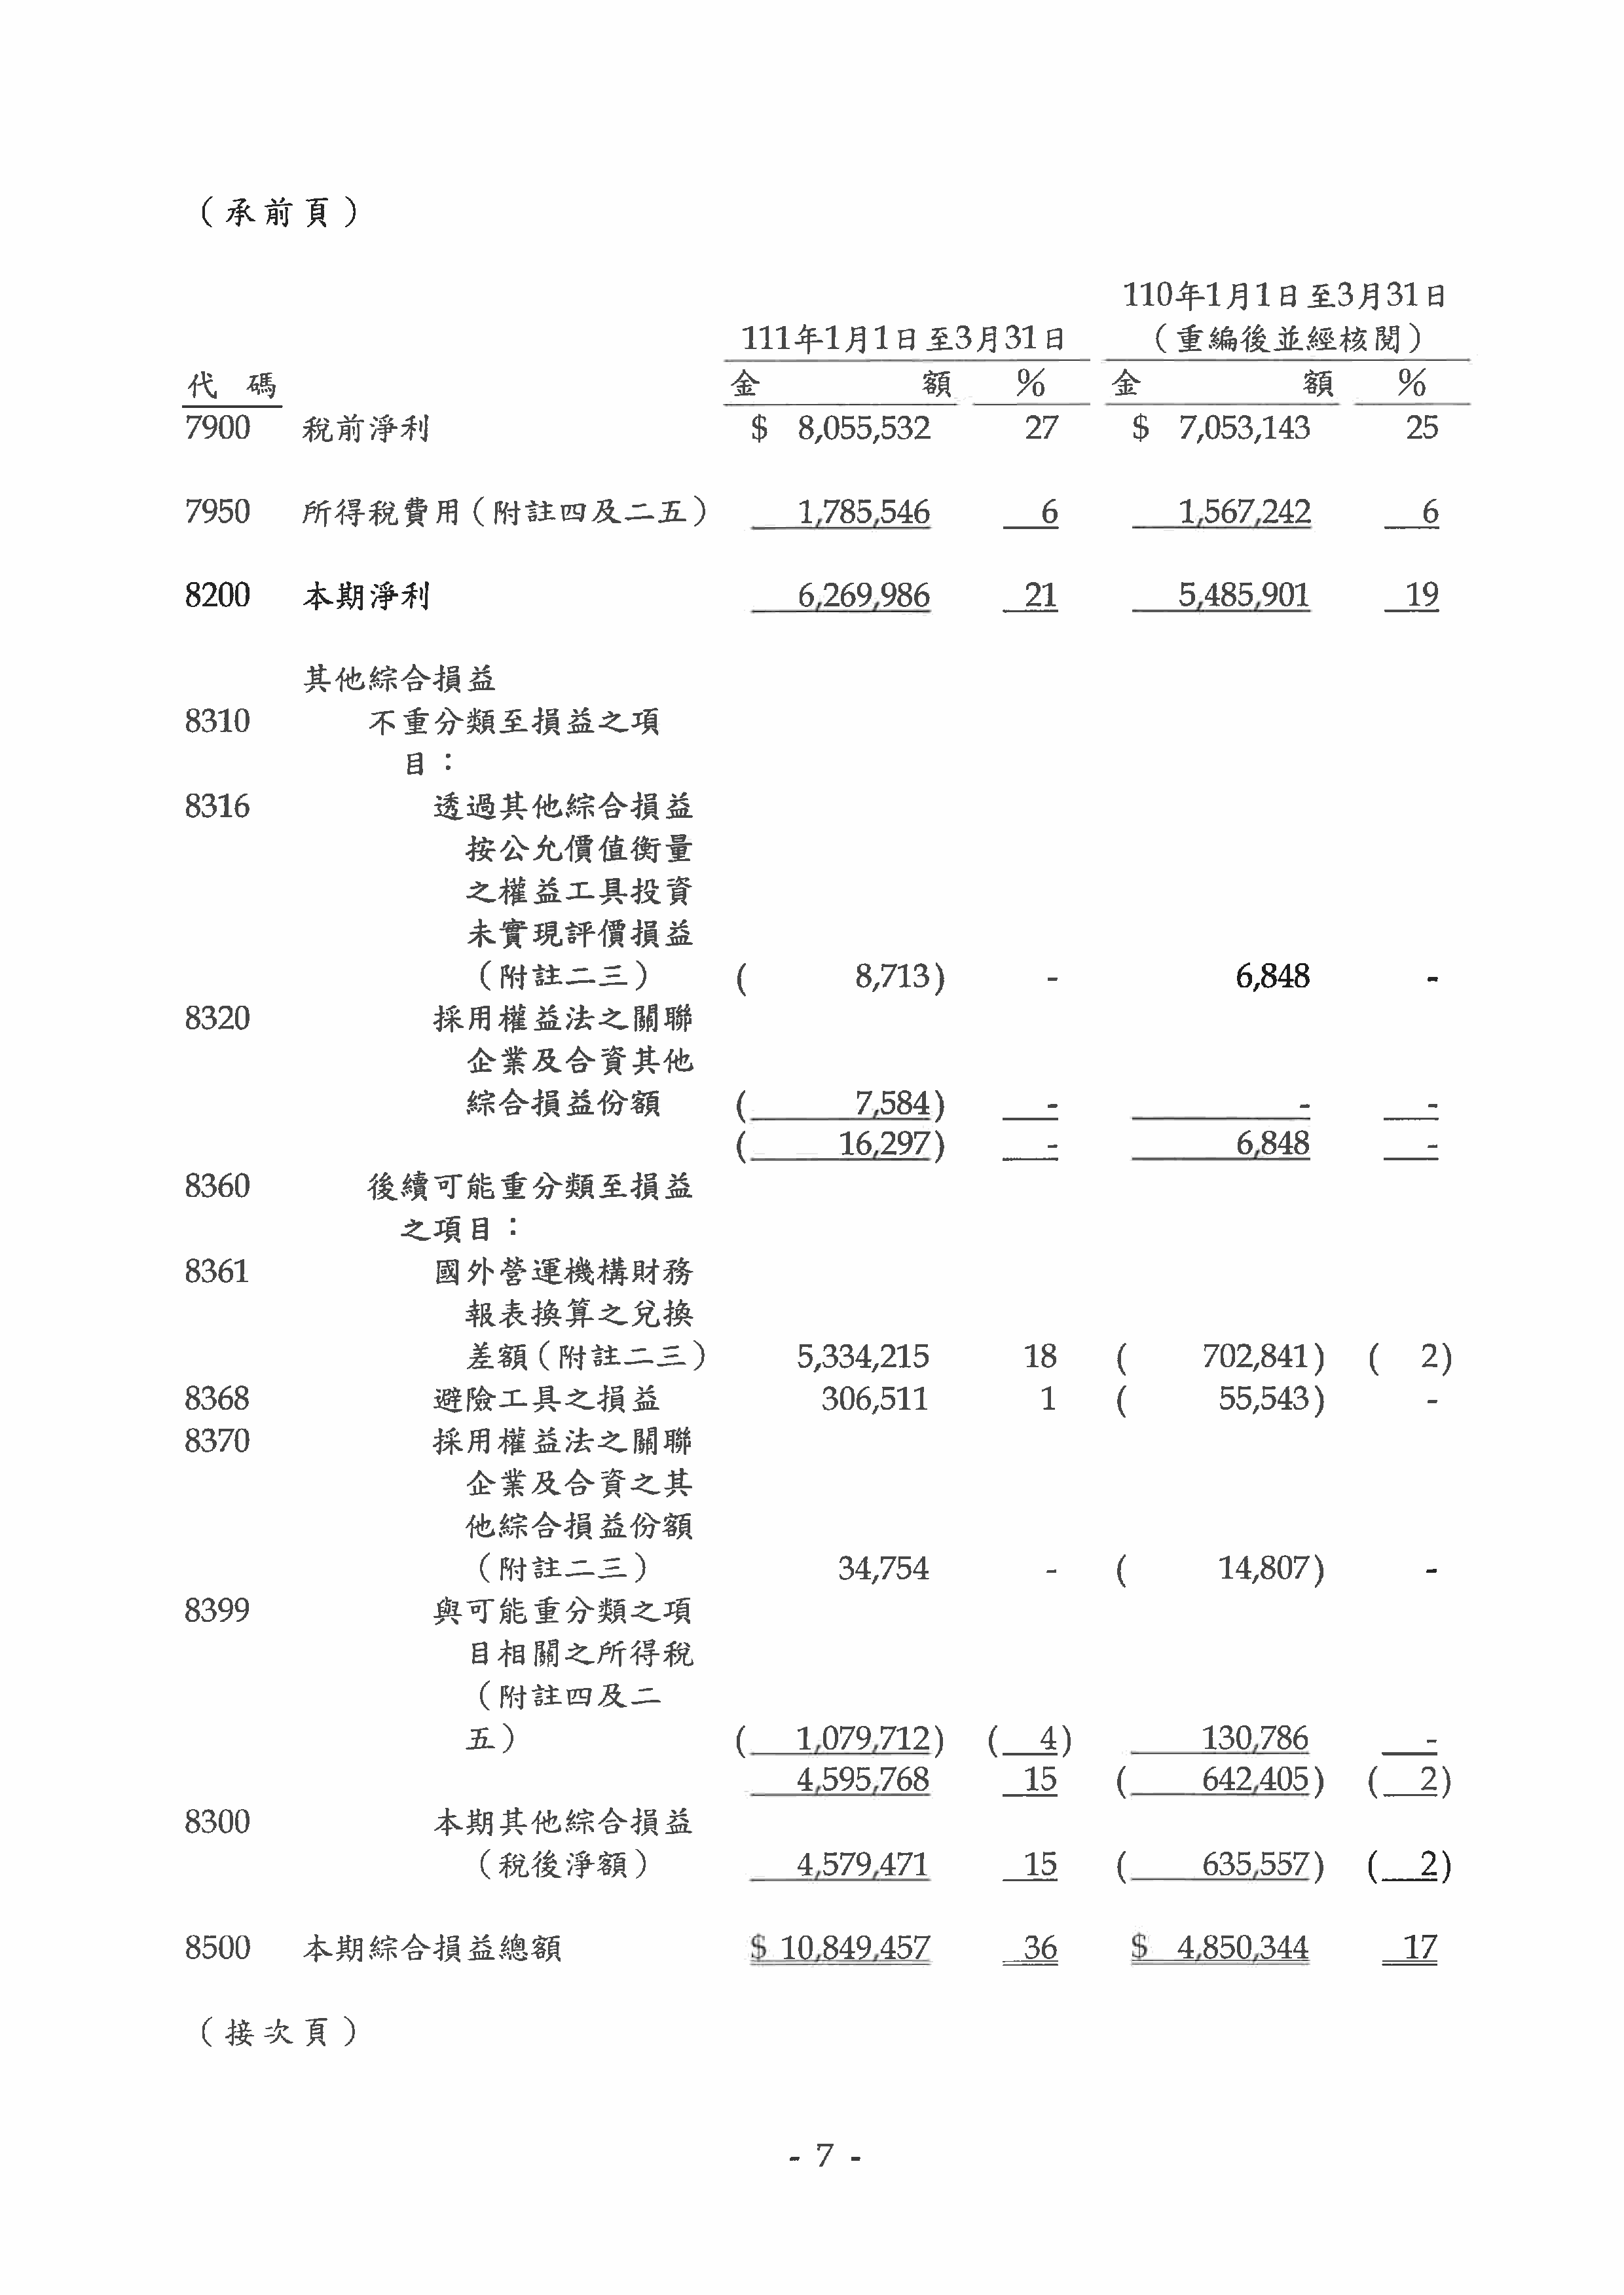 （承前頁）
110年1月1日至3月31日
111年1月1日至3月31日 （重編後並經核閱）
代 碼 金 額 % 金 額 %
7900 稅前淨利 $ 8,055,532 27 $ 7,053,143 25
7950 所得稅費用（附註四及二五） 1,785,546 6 1,567,242 6
8200 本期淨利 6,269,986 21 5,485,901 19
其他綜合損益
8310 不重分類至損益之項
目：
8316 透過其他綜合損益
按公允價值衡量
之權益工具投資
未實現評價損益
（附註二三） ( 8,713) - 6,848 -
8320 採用權益法之關聯
企業及合資其他
綜合損益份額 ( 7,584) - - -
( 16,297) - 6,848 -
8360 後續可能重分類至損益
之項目：
8361 國外營運機構財務
報表換算之兌換
差額（附註二三） 5,334,215 18 ( 702,841) ( 2)
8368 避險工具之損益 306,511 1 ( 55,543) -
8370 採用權益法之關聯
企業及合資之其
他綜合損益份額
（附註二三） 34,754 - ( 14,807) -
8399 與可能重分類之項
目相關之所得稅
（附註四及二
五） ( 1,079,712) ( 4) 130,786 -
4,595,768 15 ( 642,405) ( 2)
8300 本期其他綜合損益
（稅後淨額） 4,579,471 15 ( 635,557) ( 2)
8500 本期綜合損益總額 $ 10,849,457 36 $ 4,850,344 17
（接次頁）
- 7 -